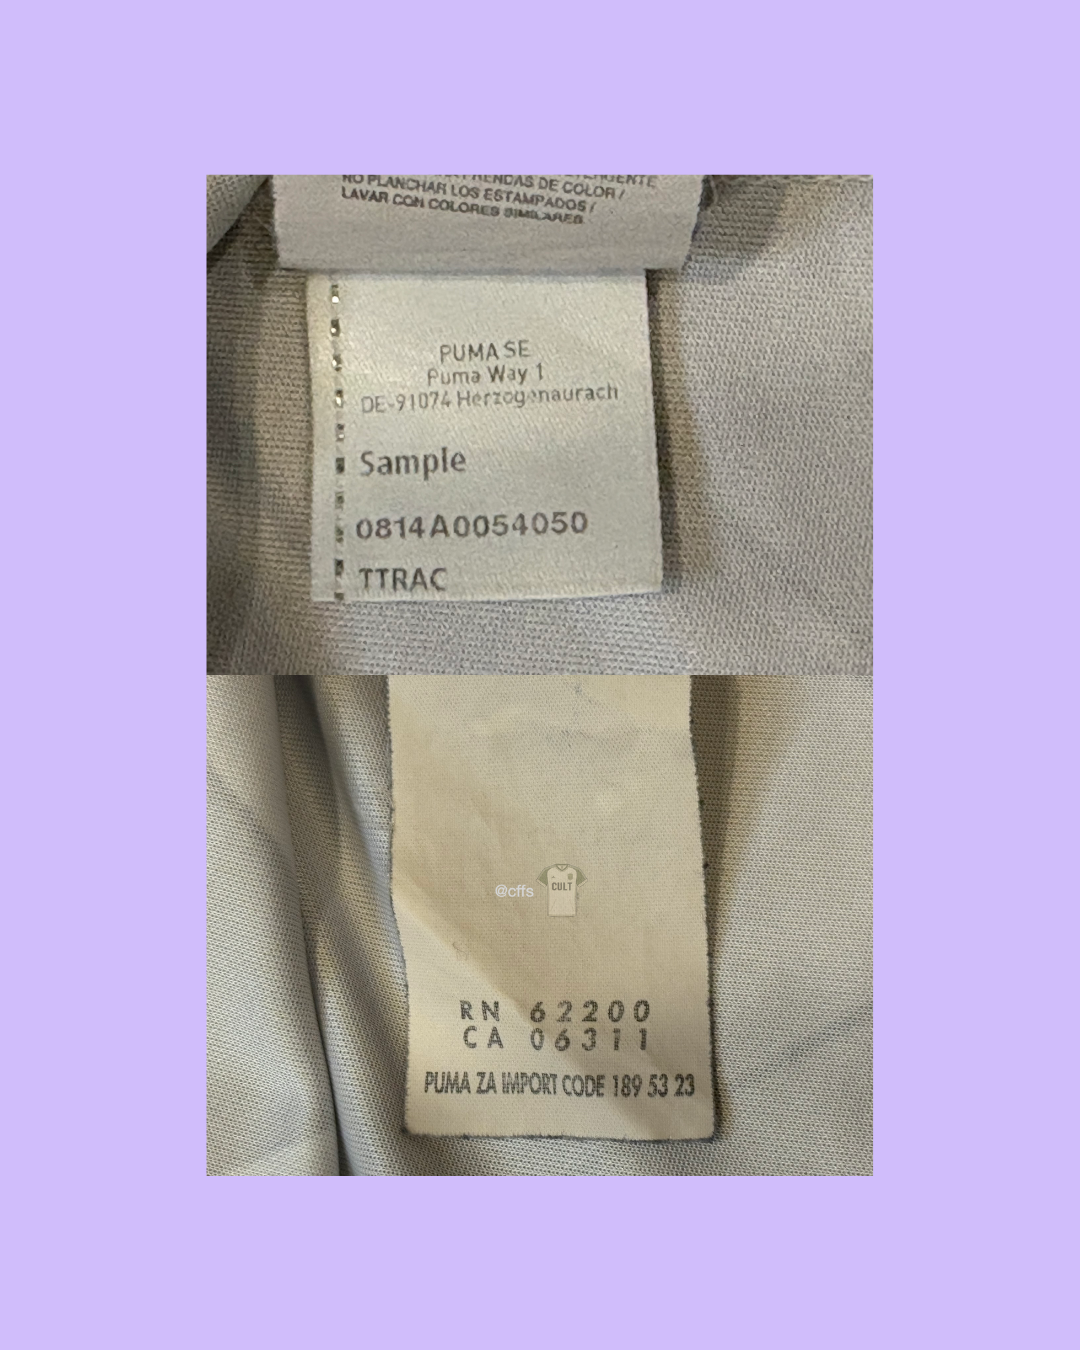 NO PLANCHAR LOS ESTAMPADOS /
LAVAR CON COLORES SIMILARES
PUMA SE
Puma Way 1
DE-91074 Herzogenaurach
Sample
0814A0054050
TTRAC
@cffs
CULT
RN 62200
CA 06311
PUMA ZA IMPORT CODE 189 53 23